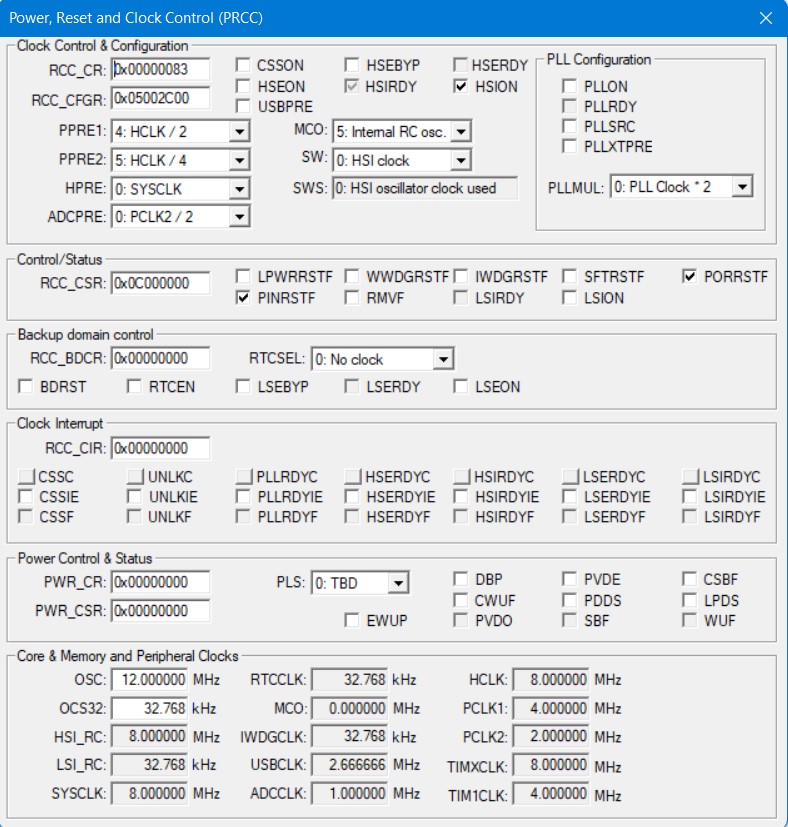 Power, Reset and Clock Control (PRCC)
Clock Control & Configuration
RCC_CR: 0x00000083 CSSON HSEBYP HSERDY PLL Configuration
HSEON HSIRDY HSION PLLON
RCC_CFGR: 0x05002C00 USBPRE PLLRDY
PPRE1: 4: HCLK / 2 MCO: 5: Internal RC osc. PLLSRC
PLLXTPRE
PPRE2: 5: HCLK / 4 SW: 0: HSI clock
HPRE: 0: SYSCLK SWS: 0: HSI oscillator clock used PLLMUL: 0: PLL Clock * 2
ADCPRE: 0: PCLK2 / 2
Control/Status
RCC_CSR: 0x0C000000 LPWRRSTF WWDGRSTF IWDGRSTF SFTRSTF PORRSTF
PINRSTF RMVF LSIRDY LSION
Backup domain control
RCC_BDCR: 0x00000000 RTCSEL: 0: No clock
BDRST RTCEN LSEBYP LSERDY LSEON
Clock Interrupt
RCC_CIR: 0x00000000
CSSC UNLKC PLLRDYC HSERDYC HSIRDYC LSERDYC LSIRDYC
CSSIE UNLKIE PLLRDYIE HSERDYIE HSIRDYIE LSERDYIE LSIRDYIE
CSSF UNLKF PLLRDYF HSERDYF HSIRDYF LSERDYF LSIRDYF
Power Control & Status
PWR_CR: 0x00000000 PLS: 0: TBD DBP PVDE CSBF
PWR_CSR: 0x00000000 CWUF PDDS LPDS
EWUP PVDO SBF WUF
Core & Memory and Peripheral Clocks
OSC: 12.000000 MHz RTCCLK: 32.768 kHz HCLK: 8.000000 MHz
OCS32: 32.768 kHz MCO: 0.000000 MHz PCLK1: 4.000000 MHz
HSI_RC: 8.000000 MHz IWDGCLK: 32.768 kHz PCLK2: 2.000000 MHz
LSI_RC: 32.768 kHz USBCLK: 2.666666 MHz TIMXCLK: 8.000000 MHz
SYSCLK: 8.000000 MHz ADCCLK: 1.000000 MHz TIM1CLK: 4.000000 MHz